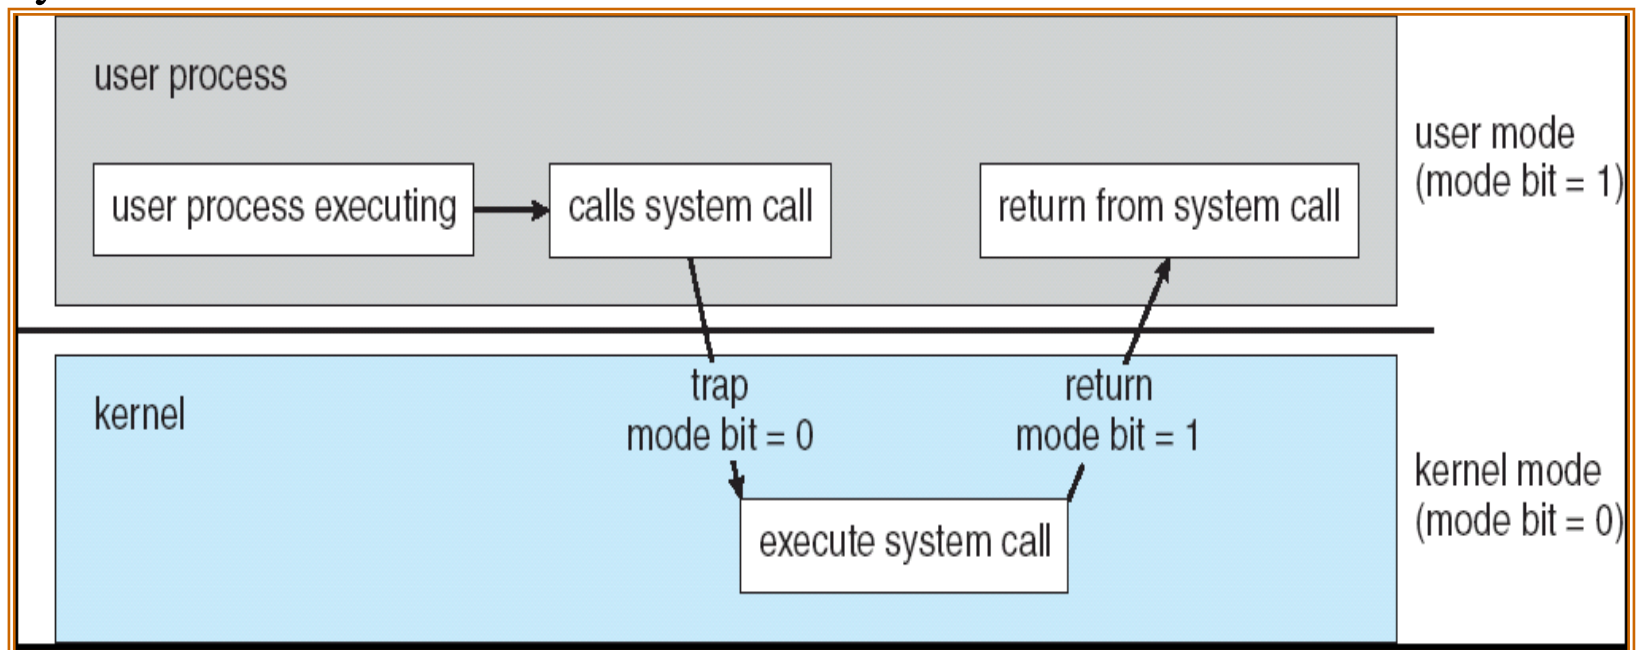 user process
user process executing
calls system call
return from system call
user mode
(mode bit = 1)
kernel
trap
mode bit = 0
return
mode bit = 1
execute system call
kernel mode
(mode bit = 0)